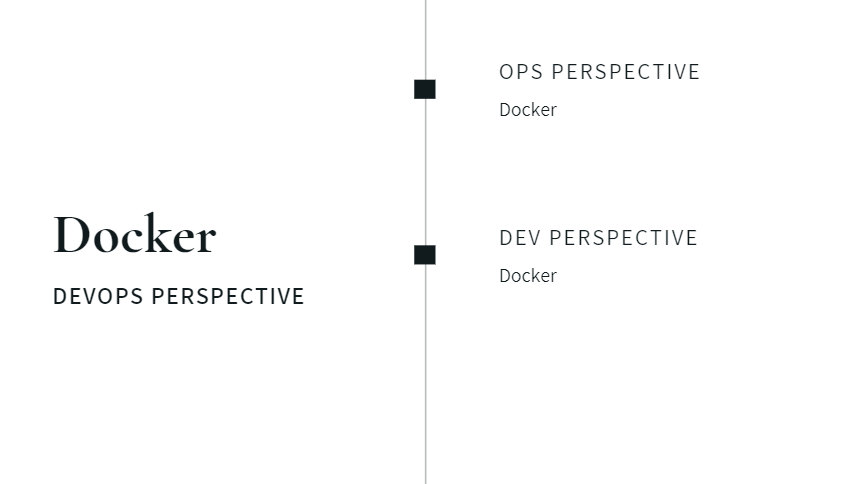 Docker
DEVOPS PERSPECTIVE
OPS PERSPECTIVE
Docker
DEV PERSPECTIVE
Docker